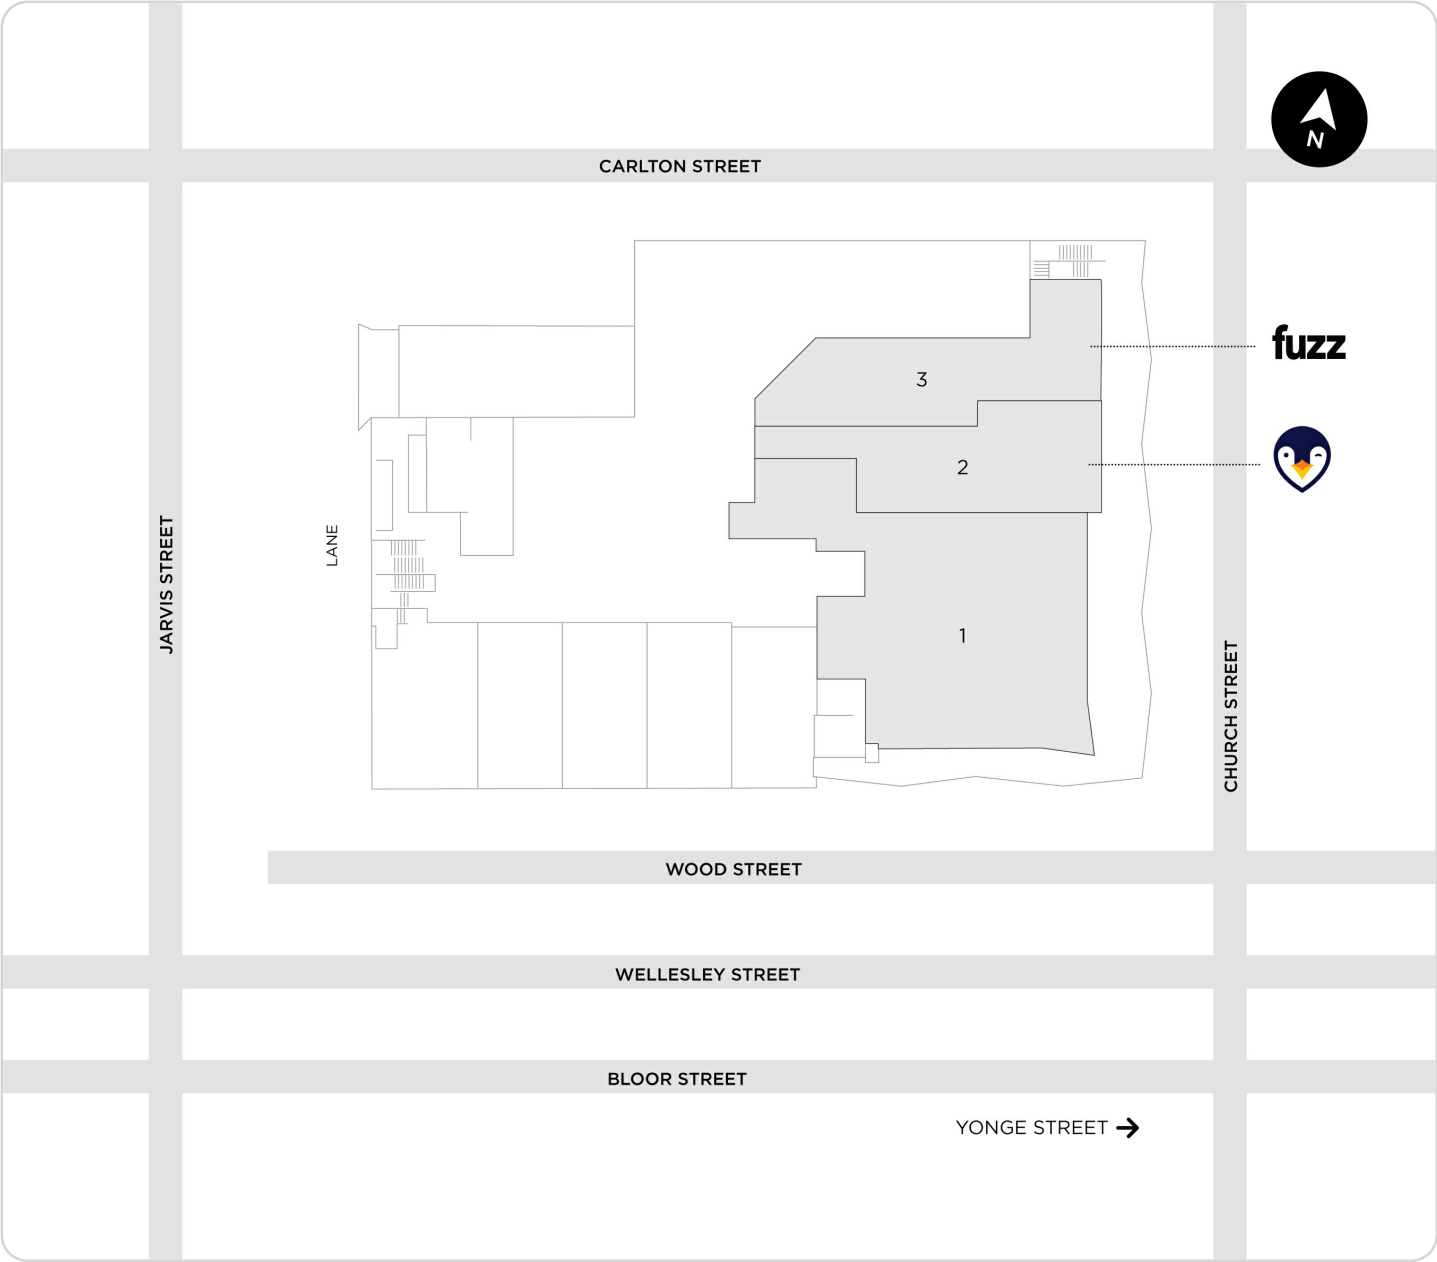 N
CARLTON STREET
fuzz
3
2
LANE
JARVIS STREET
1
CHURCH STREET
WOOD STREET
WELLESLEY STREET
BLOOR STREET
YONGE STREET →